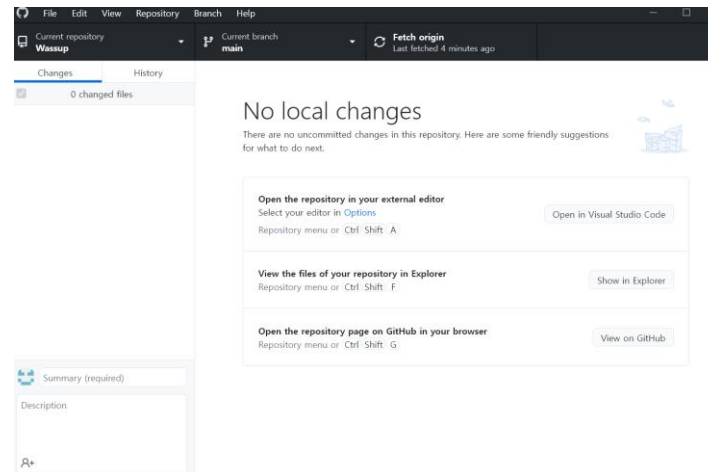 File Edit View Repository Branch Help
Current repository
Wassup
Current branch
main
Fetch origin
Last fetched 4 minutes ago
Changes History
0 changed files
No local changes
There are no uncommitted changes in this repository. Here are some friendly suggestions
for what to do next.
Open the repository in your external editor
Select your editor in Options
Repository menu or Ctrl Shift A
Open in Visual Studio Code
View the files of your repository in Explorer
Repository menu or Ctrl Shift F
Show in Explorer
Open the repository page on GitHub in your browser
Repository menu or Ctrl Shift G
View on GitHub
Summary (required)
Description